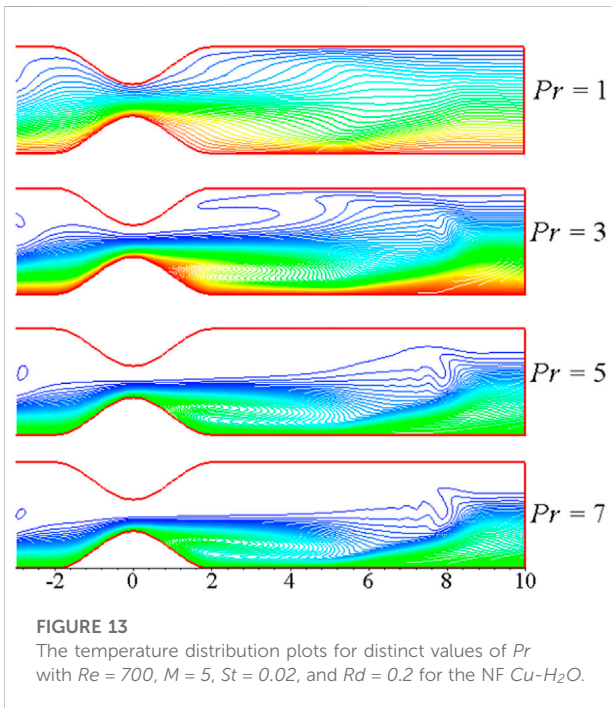 Pr = 1
Pr = 3
Pr = 5
Pr = 7
-2 0 2 4 6 8 10
FIGURE 13
The temperature distribution plots for distinct values of Pr
with Re = 700, M = 5, St = 0.02, and Rd = 0.2 for the NF Cu-H₂O.